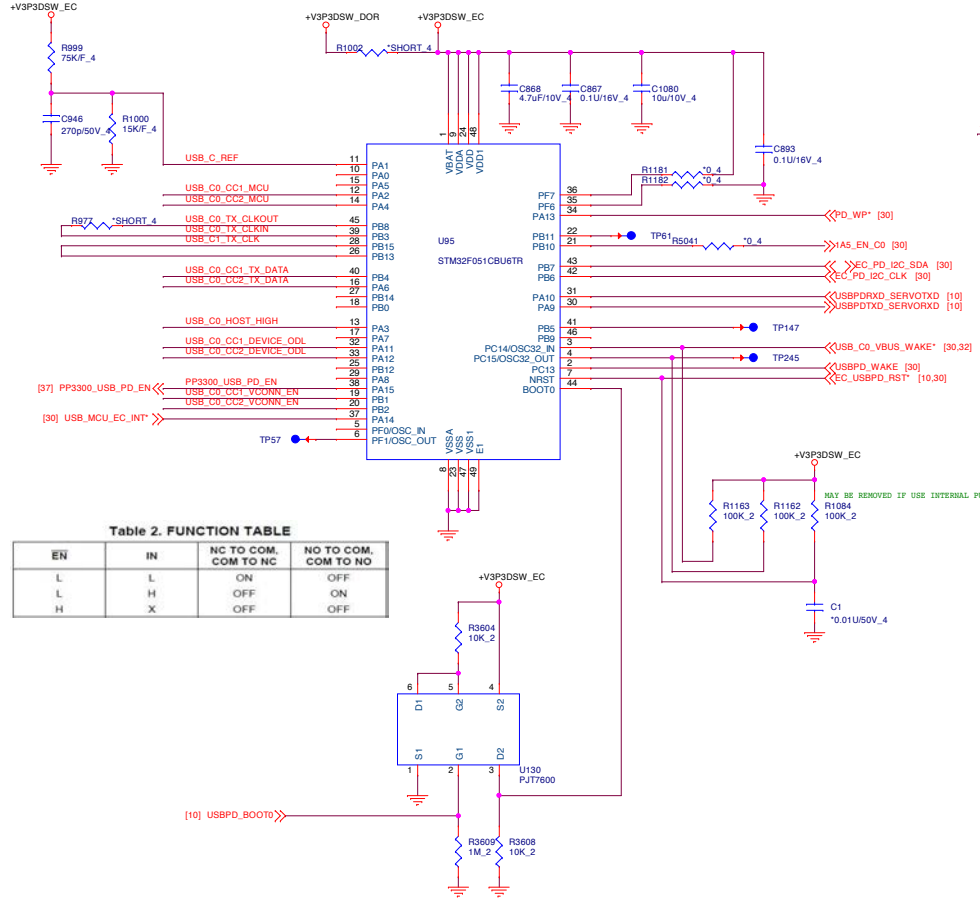 +V3P3DSW_EC
+V3P3DSW_DOR
+V3P3DSW_EC
R999
75K/F_4
R1002
*SHORT_4
C946
270p/50V_4
R1000
15K/F_4
C868
4.7uF/10V_4
C867
0.1U/16V_4
C1080
10u/10V_4
C893
0.1U/16V_4
1
9
24
48
VBAT
VDDA
VDD
VDD1
USB_C_REF
11
PA1
10
PA0
15
PA5
USB_C0_CC1_MCU
12
PA2
USB_C0_CC2_MCU
14
PA4
R977
*SHORT_4
USB_C0_TX_CLKOUT
45
PB8
USB_C0_TX_CLKIN
39
PB3
USB_C1_TX_CLK
28
PB15
26
PB13
USB_C0_CC1_TX_DATA
40
PB4
USB_C0_CC2_TX_DATA
16
PA6
27
PB14
18
PB0
USB_C0_HOST_HIGH
13
PA3
17
PA7
USB_C0_CC1_DEVICE_ODL
32
PA11
USB_C0_CC2_DEVICE_ODL
33
PA12
25
PB12
29
PA8
[37] PP3300_USB_PD_EN
PP3300_USB_PD_EN
38
PA15
USB_C0_CC1_VCONN_EN
19
PB1
USB_C0_CC2_VCONN_EN
20
PB2
[30] USB_MCU_EC_INT*
37
PA14
5
PF0/OSC_IN
TP57
6
PF1/OSC_OUT
U95
STM32F051CBU6TR
R1181
*0_4
R1182
*0_4
PF7
36
PF6
35
PA13
34
PD_WP* [30]
PB11
22
TP61
PB10
21
R5041
*0_4
1A5_EN_C0 [30]
PB7
43
EC_PD_I2C_SDA [30]
PB6
42
EC_PD_I2C_CLK [30]
PA10
31
USBPDRXD_SERVOTXD [10]
PA9
30
USBPDTXD_SERVORXD [10]
PB5
41
TP147
PB9
46
PC14/OSC32_IN
3
USB_C0_VBUS_WAKE* [30,32]
PC15/OSC32_OUT
4
TP245
PC13
2
USBPD_WAKE [30]
NRST
7
EC_USBPD_RST* [10,30]
BOOT0
44
VSSA
VSS
VSS1
E1
8
23
47
49
+V3P3DSW_EC
MAY BE REMOVED IF USE INTERNAL
R1163
100K_2
R1162
100K_2
R1084
100K_2
C1
*0.01U/50V_4
Table 2. FUNCTION TABLE
EN IN NC TO COM, COM TO NC NO TO COM, COM TO NO
L L ON OFF
L H OFF ON
H X OFF OFF
+V3P3DSW_EC
R3604
10K_2
6
5
4
D1
G2
S2
S1
G1
D2
1
2
3
U130
PJT7600
[10] USBPD_BOOT0
R3609
1M_2
R3608
10K_2